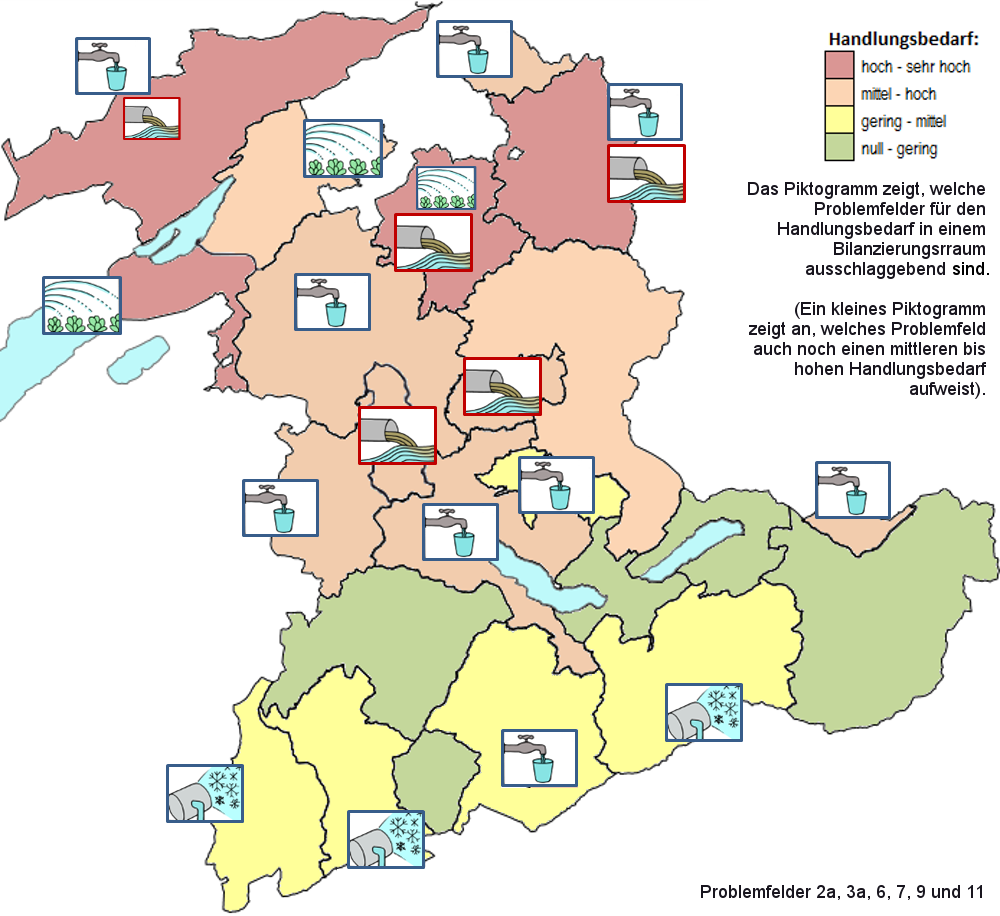 Handlungsbedarf:
hoch - sehr hoch
mittel - hoch
gering - mittel
null - gering
Das Piktogramm zeigt, welche
Problemfelder für den
Handlungsbedarf in einem
Bilanzierungsrraum
ausschlaggebend sind.
(Ein kleines Piktogramm
zeigt an, welches Problemfeld
auch noch einen mittleren bis
hohen Handlungsbedarf
aufweist).
Problemfelder 2a, 3a, 6, 7, 9 und 11